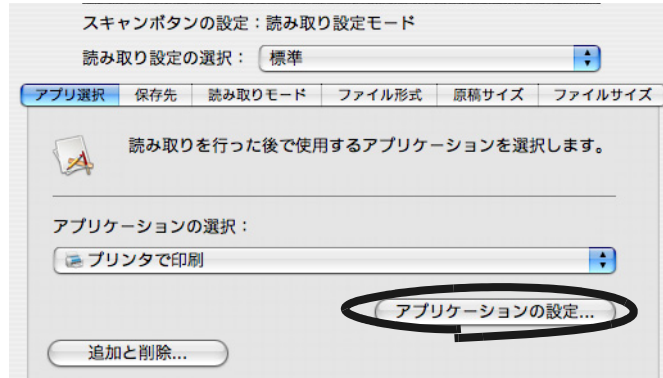 スキャンボタンの設定：読み取り設定モード
読み取り設定の選択： 標準
アプリ選択 保存先 読み取りモード ファイル形式 原稿サイズ ファイルサイズ
読み取りを行った後で使用するアプリケーションを選択します。
アプリケーションの選択：
プリンタで印刷
アプリケーションの設定...
追加と削除...